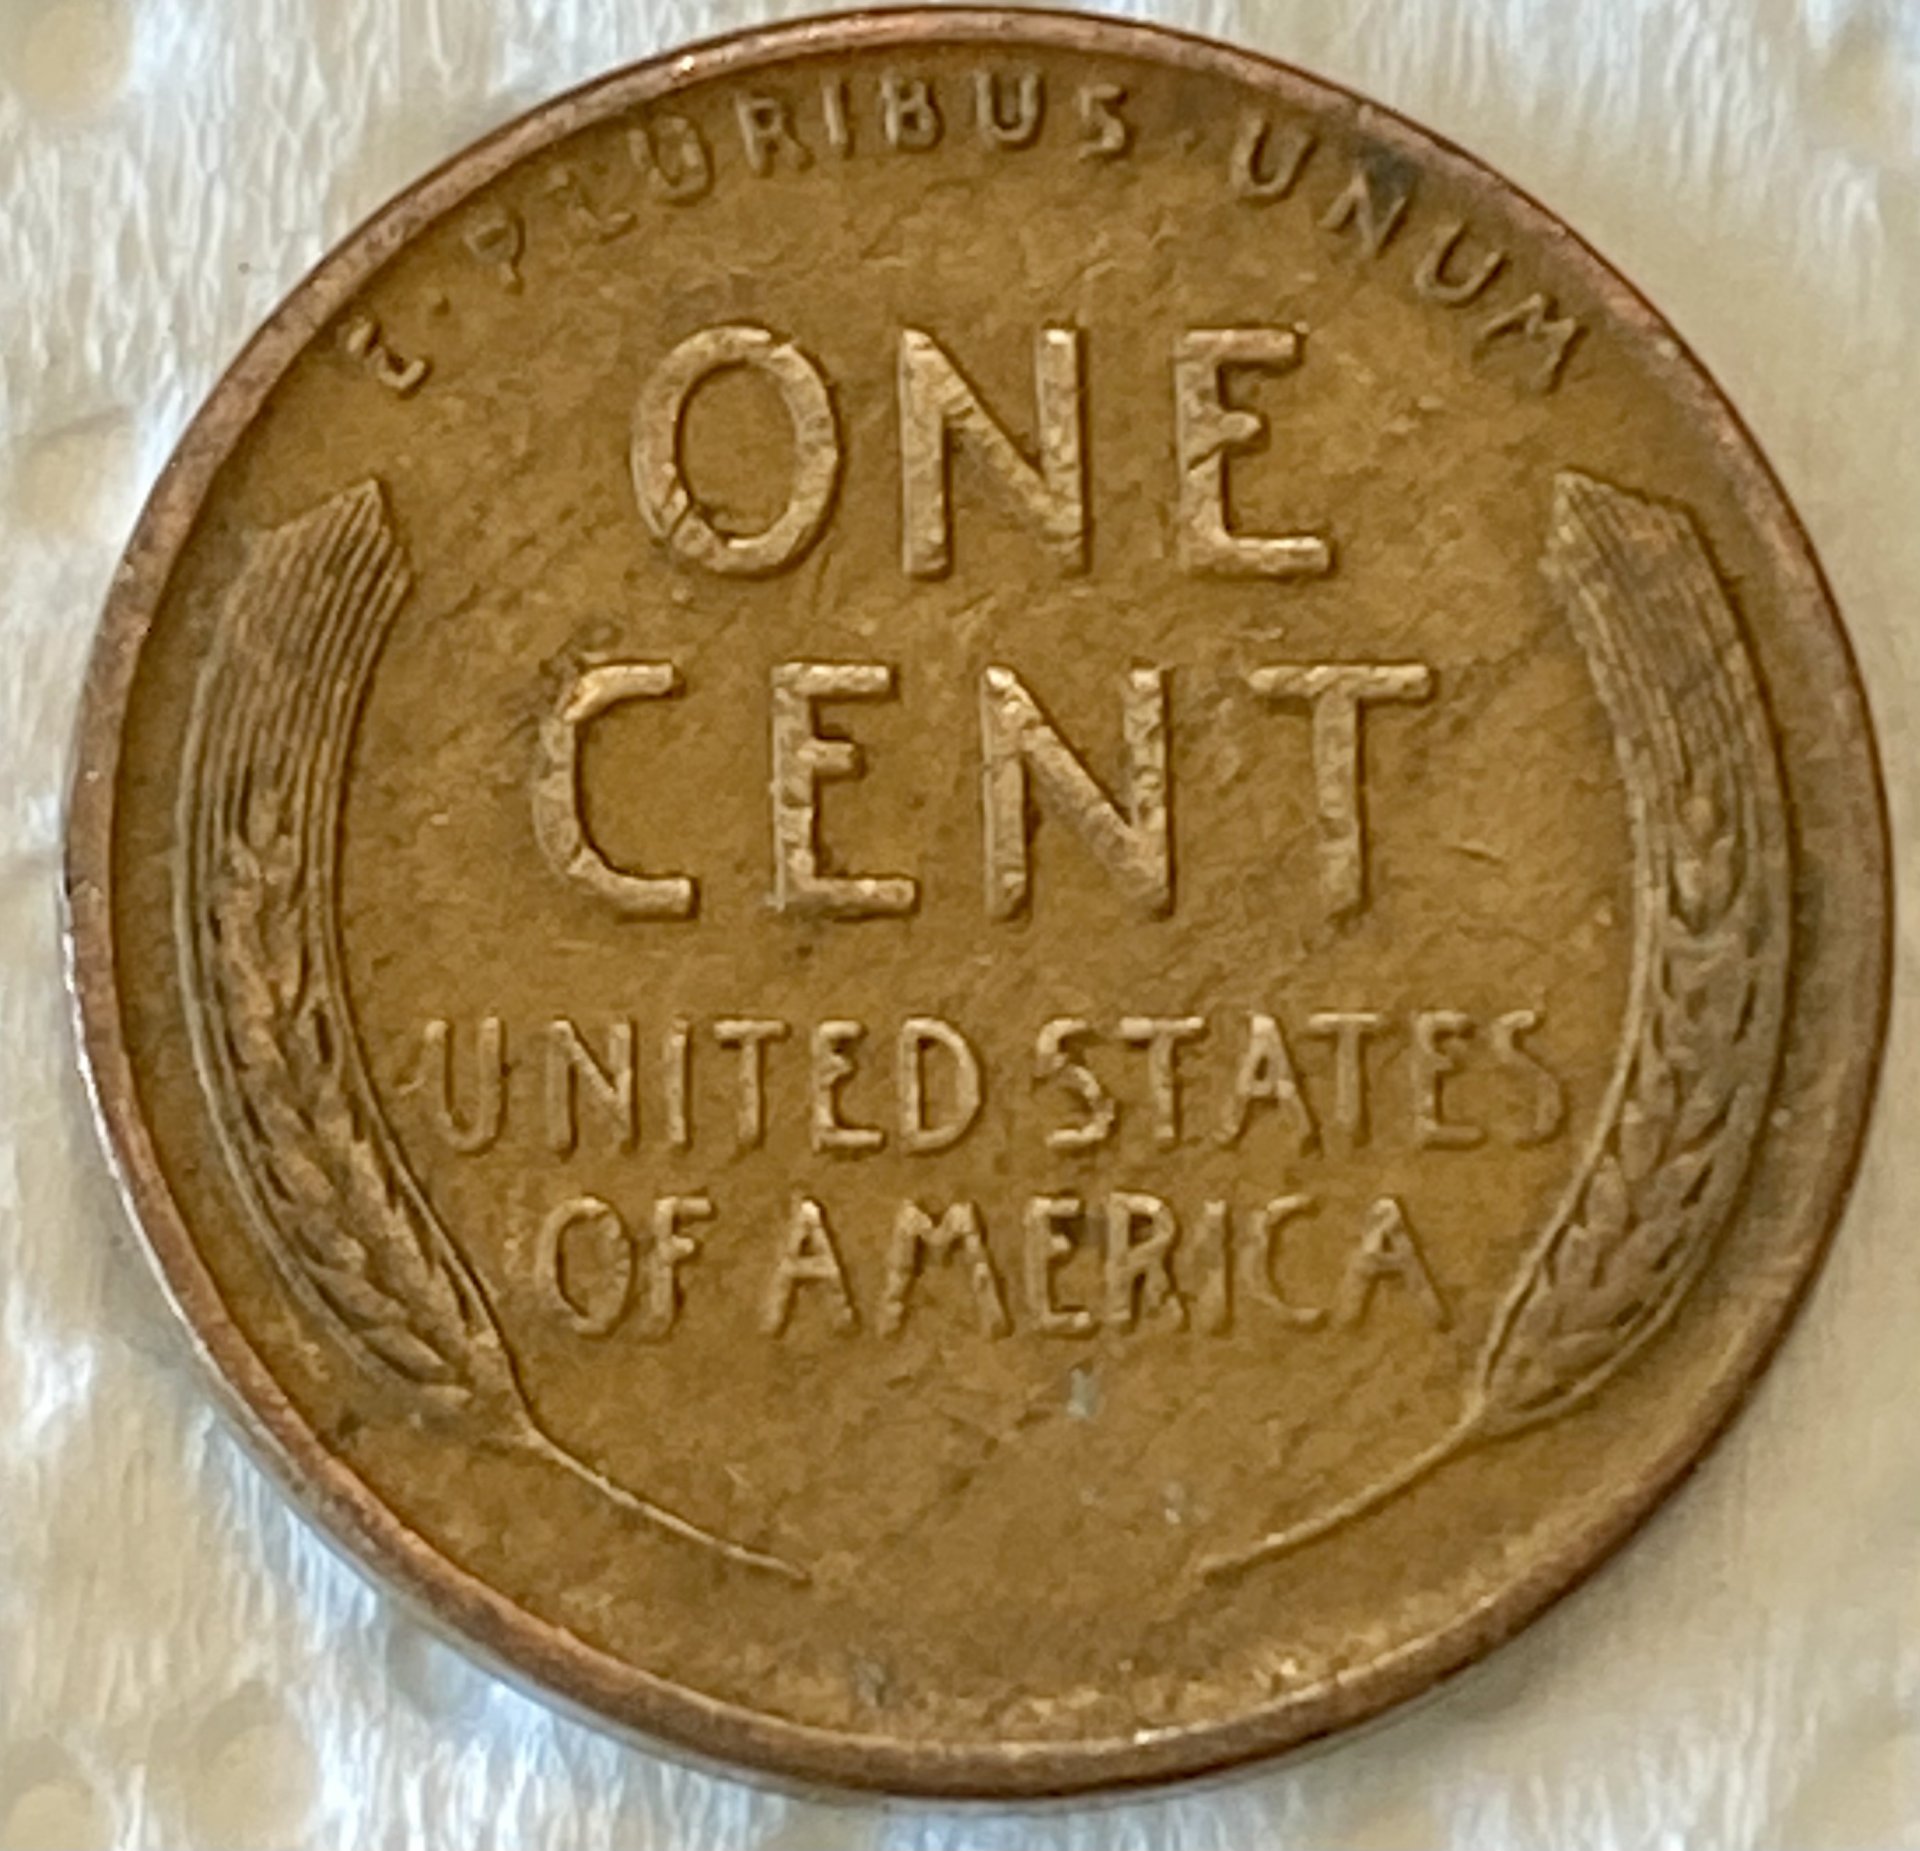 E · PLURIBUS · UNUM
ONE
CENT
UNITED STATES
OF AMERICA